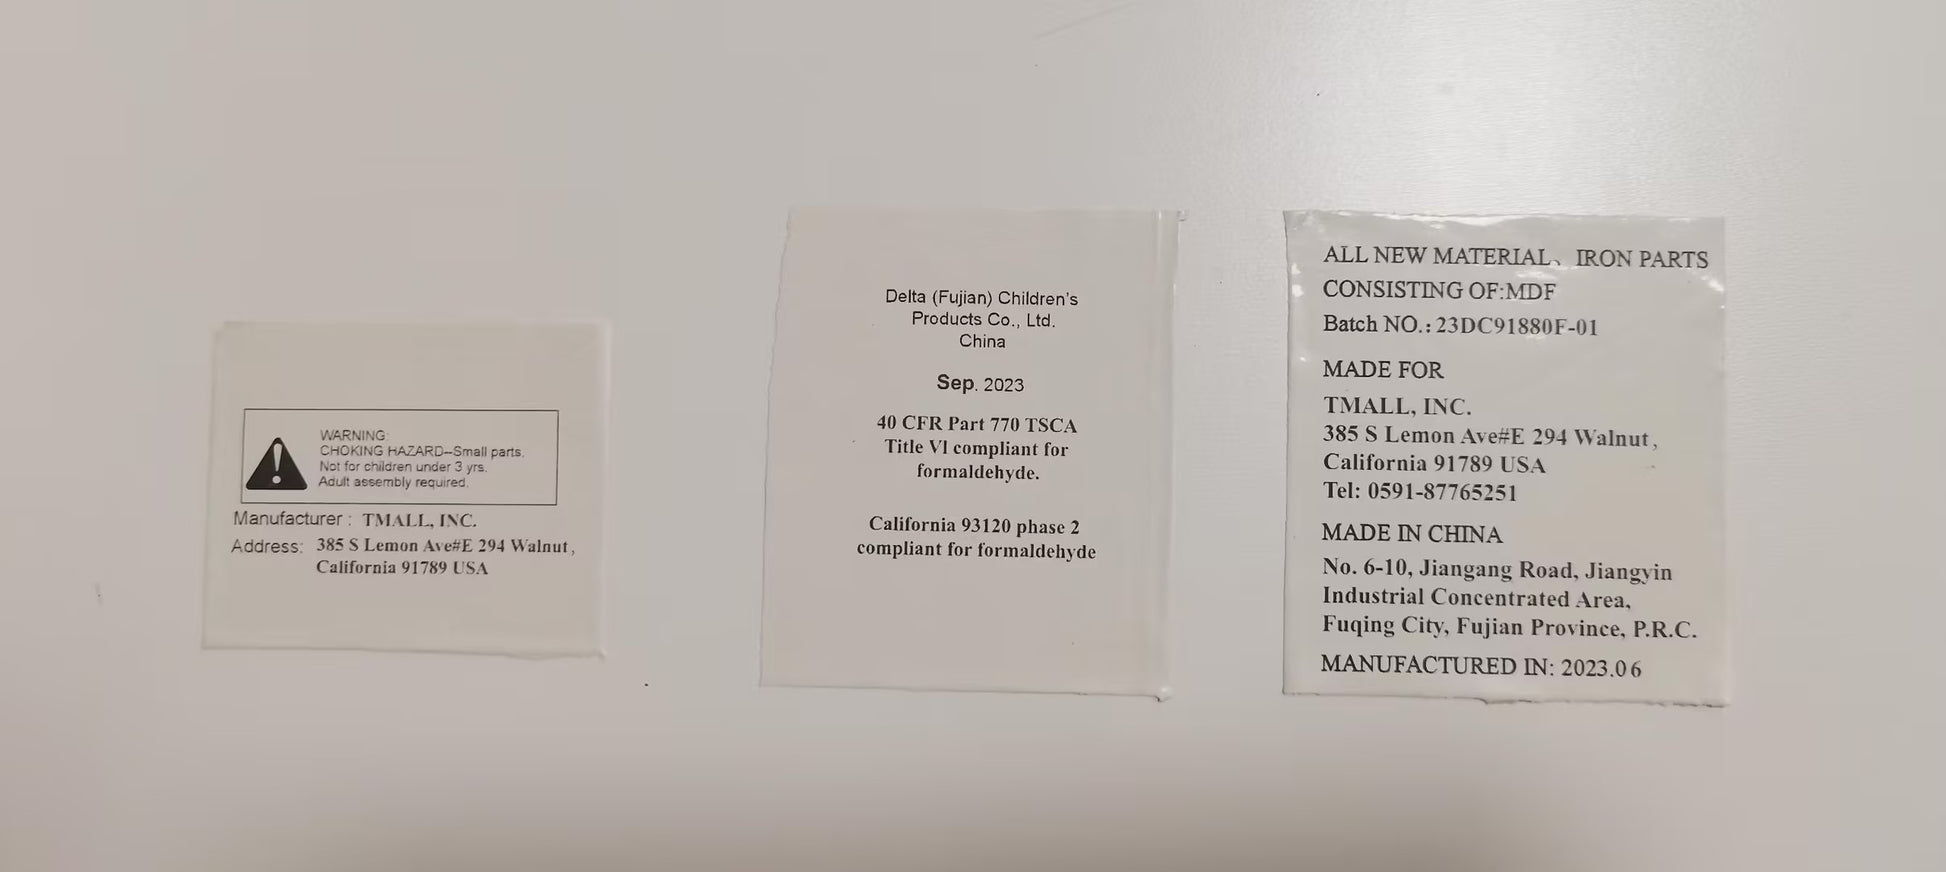 WARNING:
CHOKING HAZARD–Small parts.
Not for children under 3 yrs.
Adult assembly required.
Manufacturer : TMALL, INC.
Address: 385 S Lemon Ave#E 294 Walnut,
California 91789 USA
Delta (Fujian) Children's
Products Co., Ltd.
China
Sep. 2023
40 CFR Part 770 TSCA
Title VI compliant for
formaldehyde.
California 93120 phase 2
compliant for formaldehyde
ALL NEW MATERIAL、IRON PARTS
CONSISTING OF:MDF
Batch NO.: 23DC91880F-01
MADE FOR
TMALL, INC.
385 S Lemon Ave#E 294 Walnut,
California 91789 USA
Tel: 0591-87765251
MADE IN CHINA
No. 6-10, Jiangang Road, Jiangyin
Industrial Concentrated Area,
Fuqing City, Fujian Province, P.R.C.
MANUFACTURED IN: 2023.06